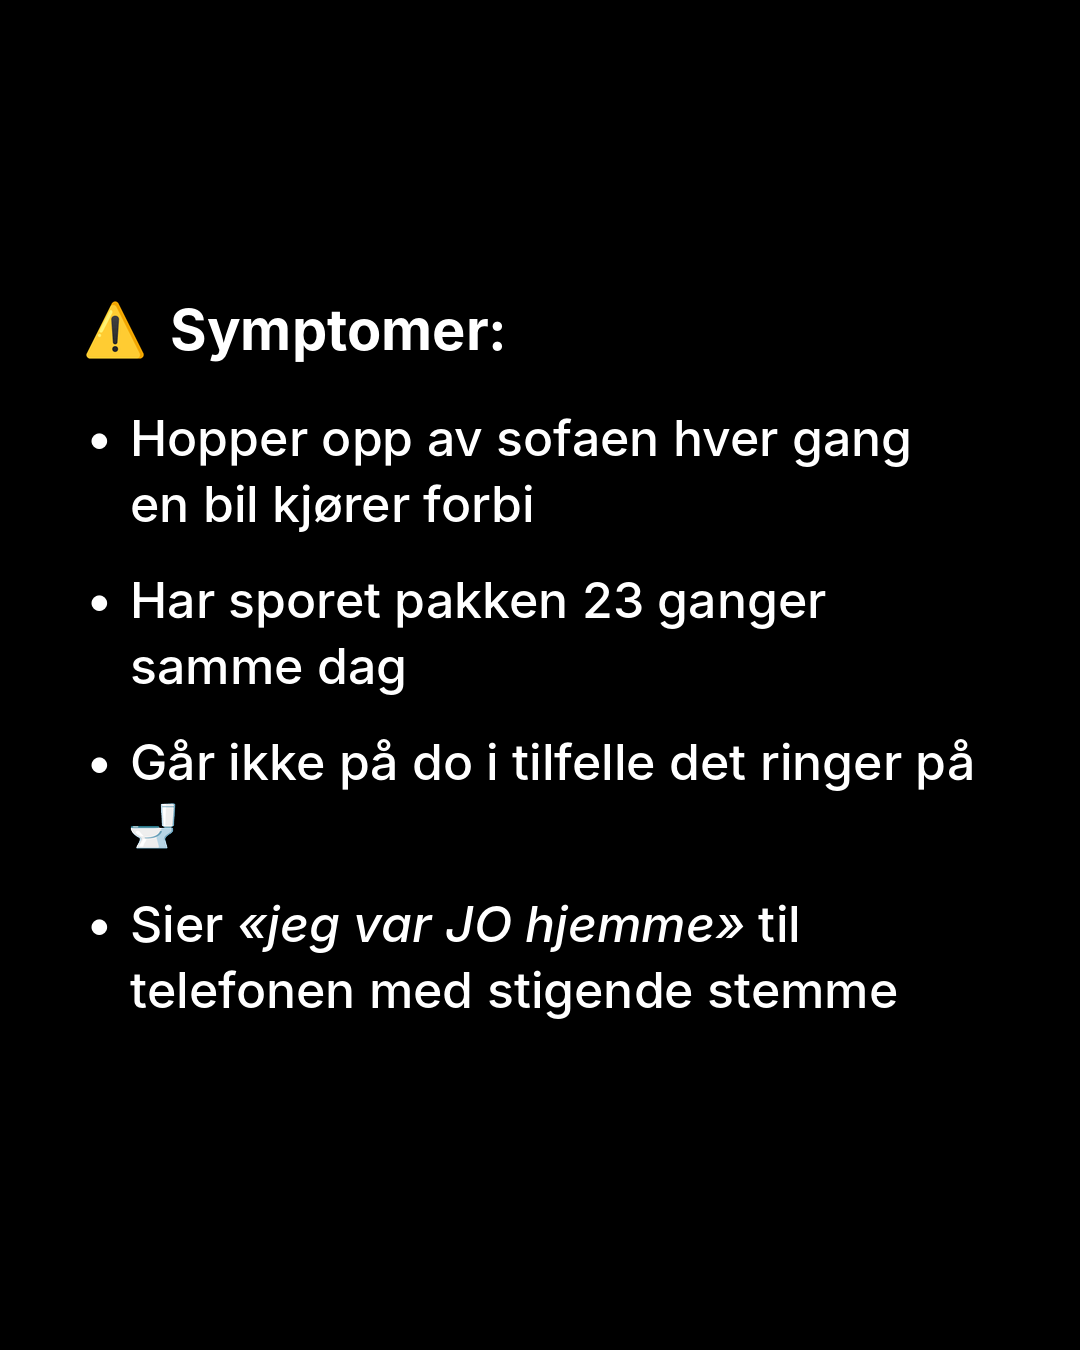 ⚠️ Symptomer:
• Hopper opp av sofaen hver gang
en bil kjører forbi
• Har sporet pakken 23 ganger
samme dag
• Går ikke på do i tilfelle det ringer på
🚽
• Sier «jeg var JO hjemme» til
telefonen med stigende stemme